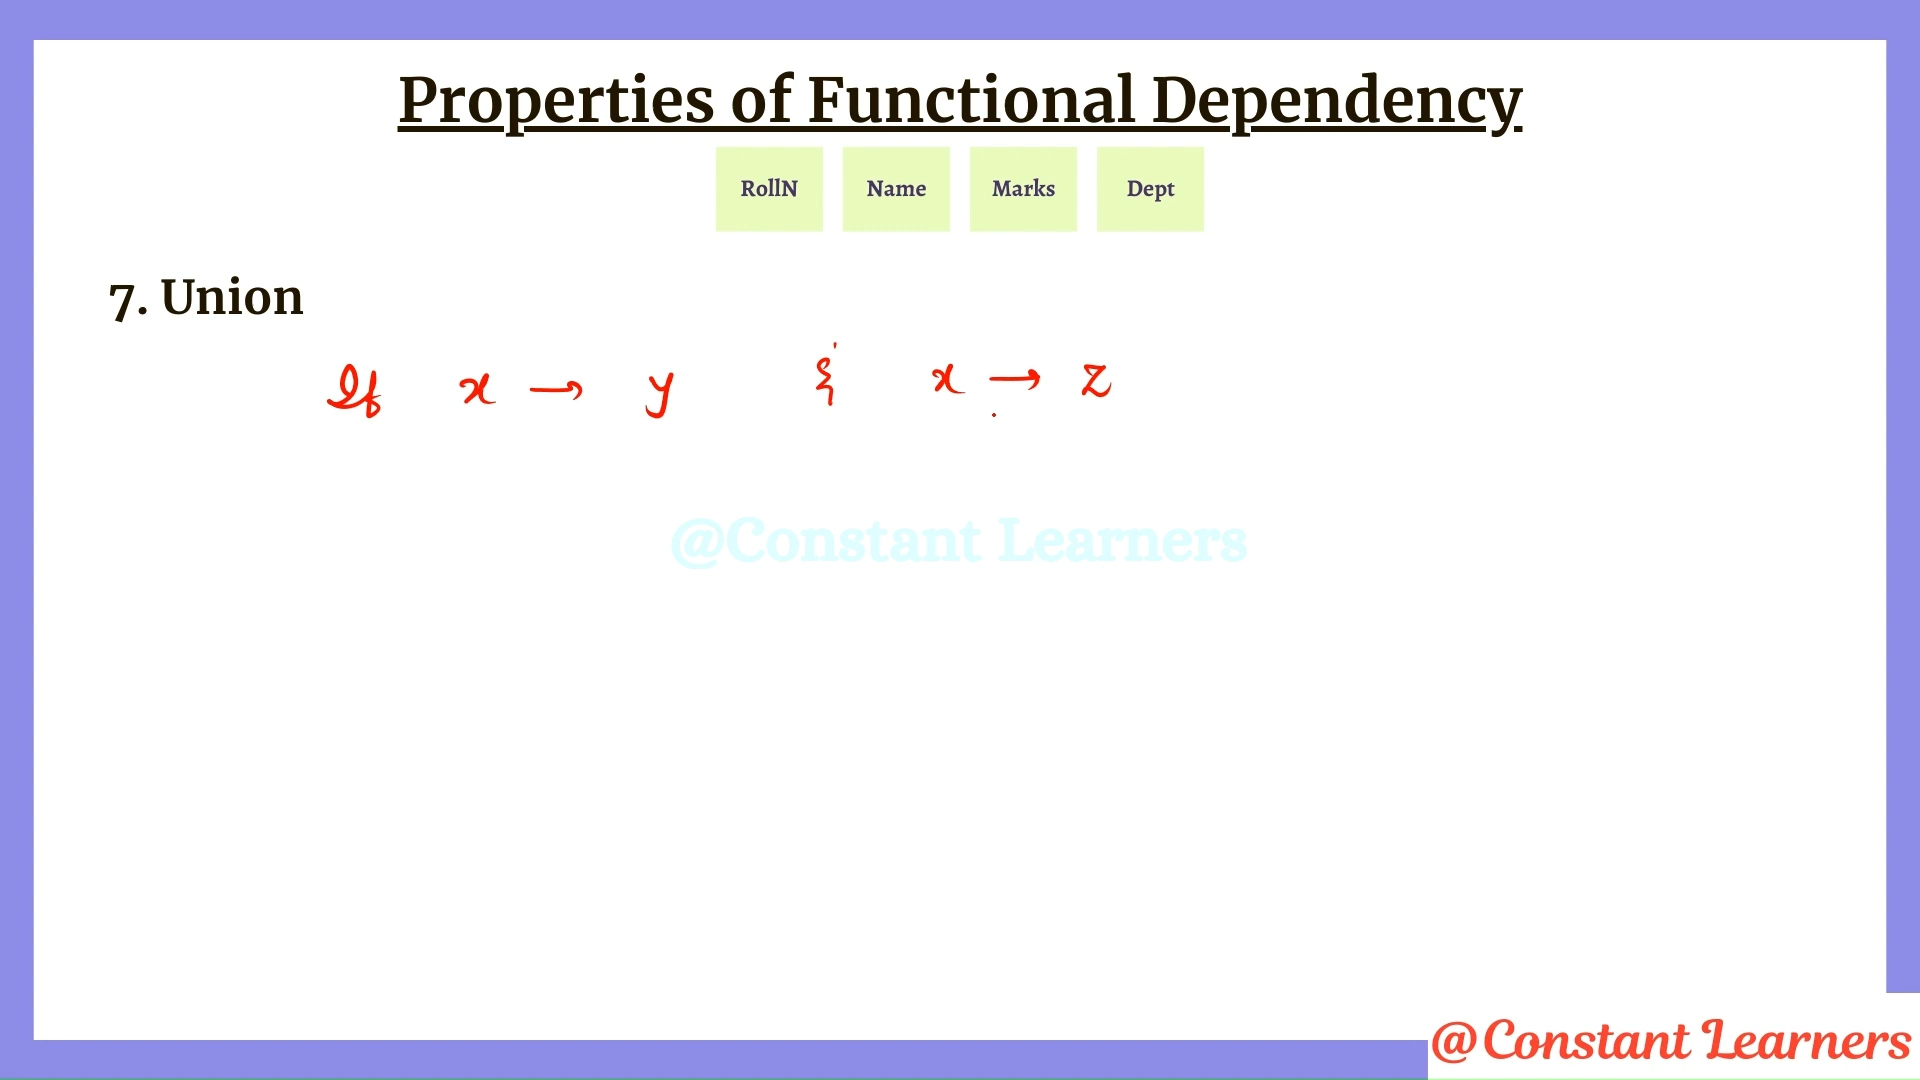 Properties of Functional Dependency
RollN Name Marks Dept
7. Union
If x → y & x → z
@Constant Learners
@Constant Learners